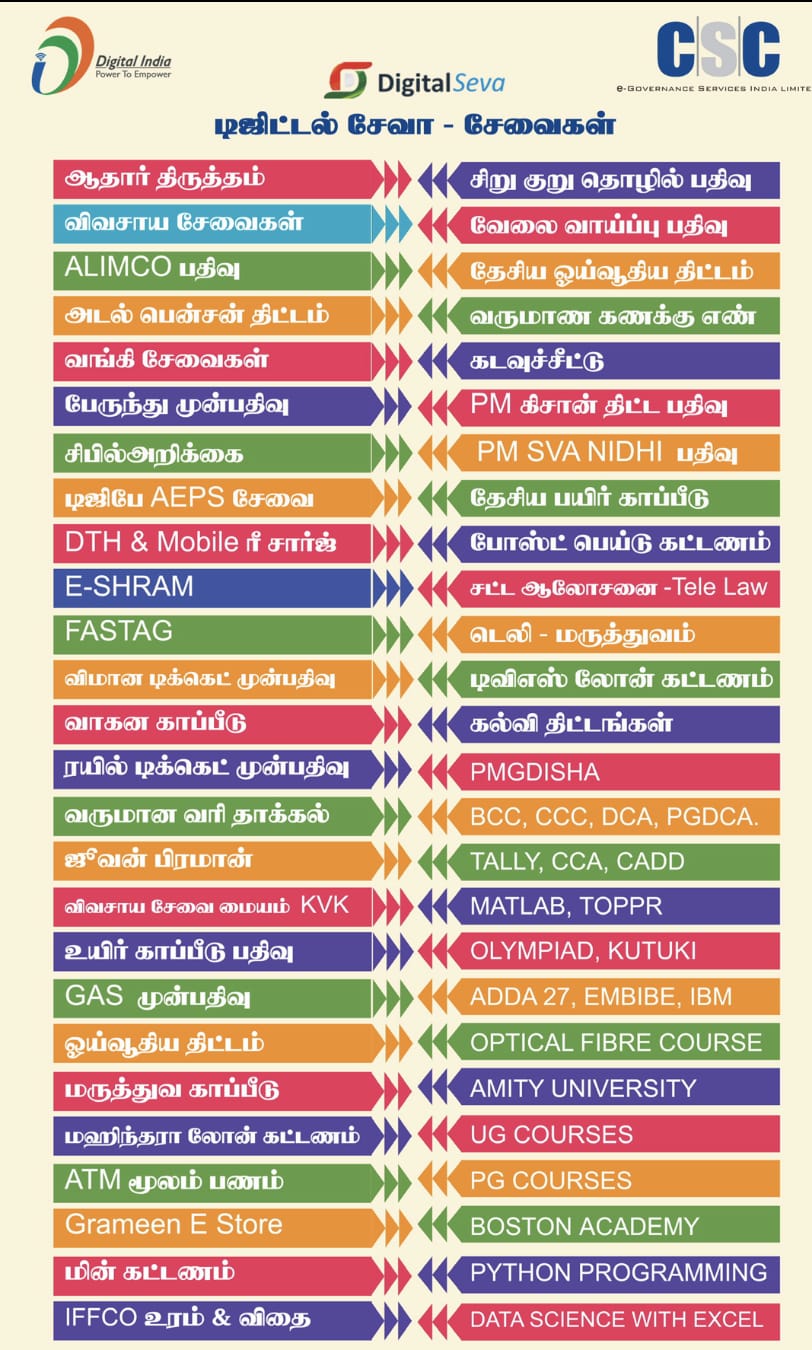 Digital India
Power To Empower
DigitalSeva
CSC
e-Governance Services India Limite
டிஜிட்டல் சேவா - சேவைகள்
ஆதார் திருத்தம்
விவசாய சேவைகள்
ALIMCO பதிவு
அடல் பென்சன் திட்டம்
வங்கி சேவைகள்
பேருந்து முன்பதிவு
சிபில்அறிக்கை
டிஜிபே AEPS சேவை
DTH & Mobile ரீ சார்ஜ்
E-SHRAM
FASTAG
விமான டிக்கெட் முன்பதிவு
வாகன காப்பீடு
ரயில் டிக்கெட் முன்பதிவு
வருமான வரி தாக்கல்
ஜீவன் பிரமான்
விவசாய சேவை மையம் KVK
உயிர் காப்பீடு பதிவு
GAS முன்பதிவு
ஓய்வூதிய திட்டம்
மருத்துவ காப்பீடு
மஹிந்தரா லோன் கட்டணம்
ATM மூலம் பணம்
Grameen E Store
மின் கட்டணம்
IFFCO உரம் & விதை
சிறு குறு தொழில் பதிவு
வேலை வாய்ப்பு பதிவு
தேசிய ஓய்வூதிய திட்டம்
வருமாண கணக்கு எண்
கடவுச்சீட்டு
PM கிசான் திட்ட பதிவு
PM SVA NIDHI பதிவு
தேசிய பயிர் காப்பீடு
போஸ்ட் பெய்டு கட்டணம்
சட்ட ஆலோசனை -Tele Law
டெலி - மருத்துவம்
டிவிஎஸ் லோன் கட்டணம்
கல்வி திட்டங்கள்
PMGDISHA
BCC, CCC, DCA, PGDCA.
TALLY, CCA, CADD
MATLAB, TOPPR
OLYMPIAD, KUTUKI
ADDA 27, EMBIBE, IBM
OPTICAL FIBRE COURSE
AMITY UNIVERSITY
UG COURSES
PG COURSES
BOSTON ACADEMY
PYTHON PROGRAMMING
DATA SCIENCE WITH EXCEL